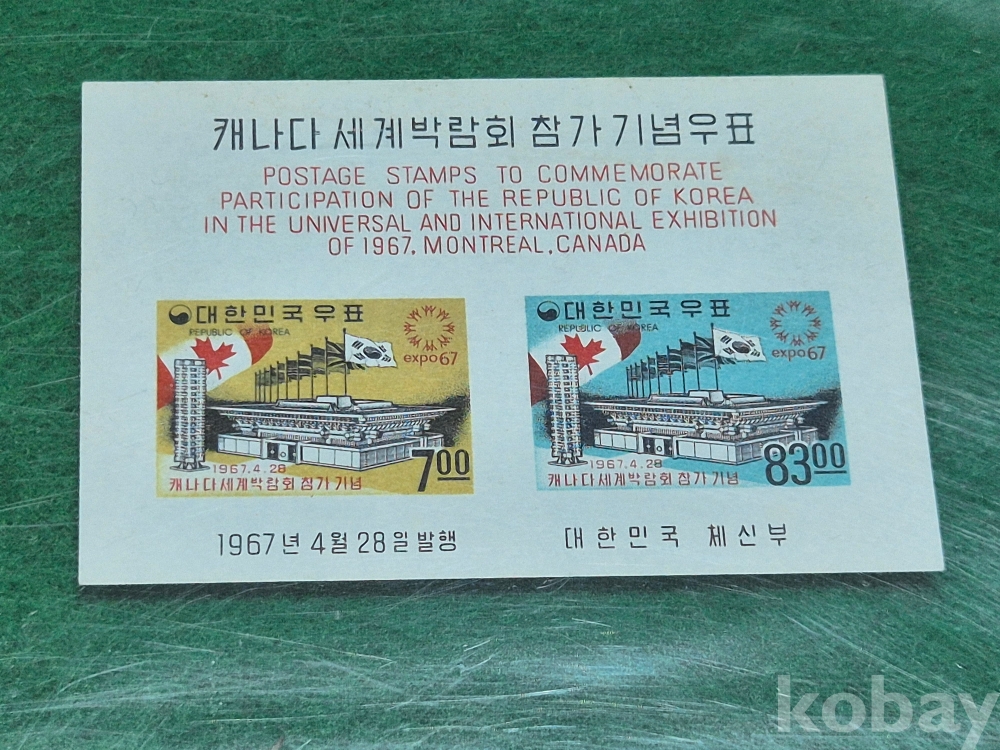 캐나다 세계박람회 참가기념우표
POSTAGE STAMPS TO COMMEMORATE
PARTICIPATION OF THE REPUBLIC OF KOREA
IN THE UNIVERSAL AND INTERNATIONAL EXHIBITION
OF 1967, MONTREAL, CANADA
대한민국우표
REPUBLIC OF KOREA
expo67
1967.4.28
7.00
캐나다세계박람회 참가기념
대한민국우표
REPUBLIC OF KOREA
expo67
1967.4.28
83.00
캐나다세계박람회 참가기념
1967년 4월 28일 발행
대한민국 체신부
kobay